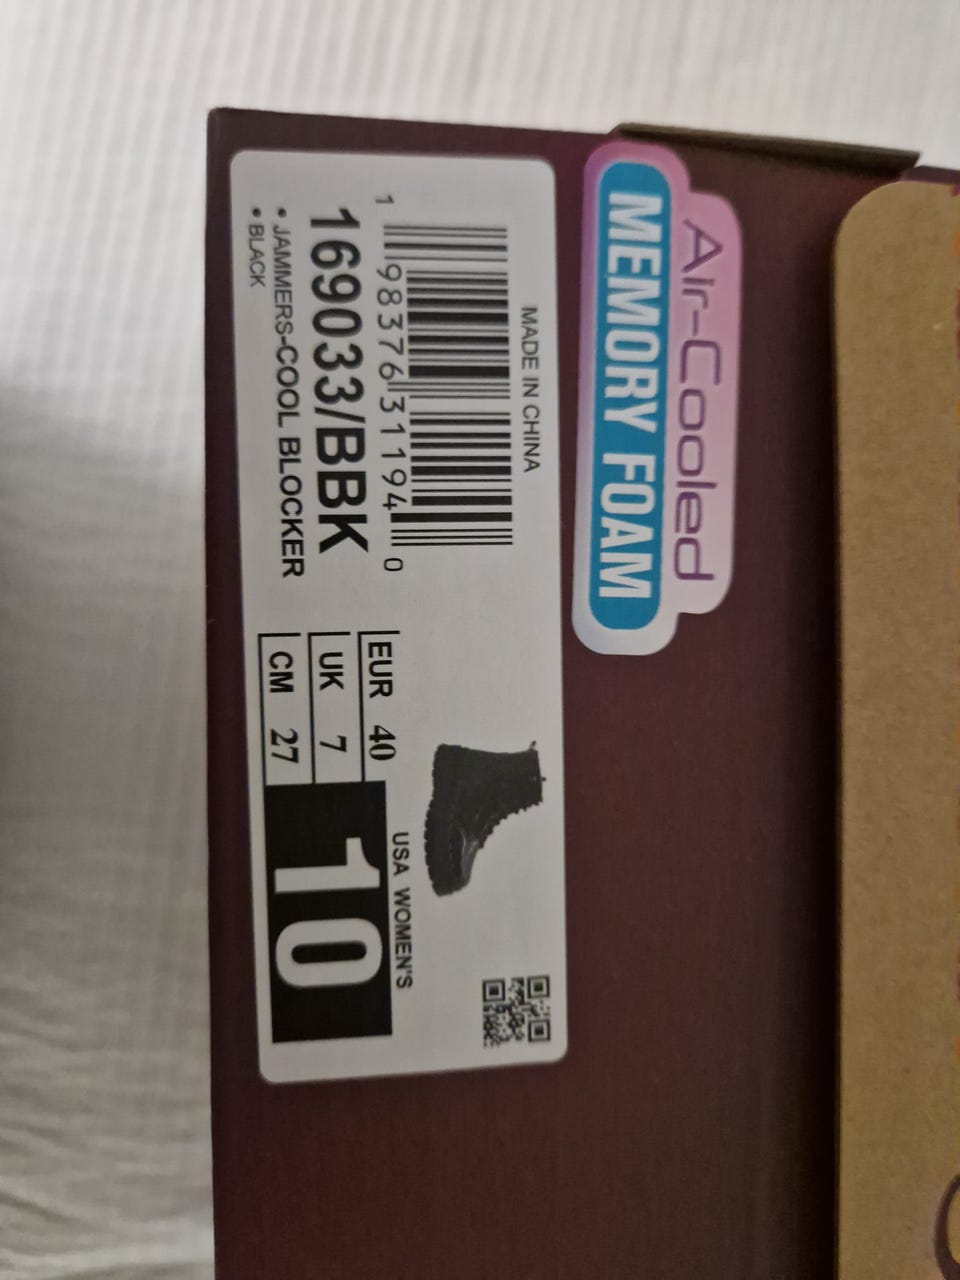 Air-Cooled
MEMORY FOAM
MADE IN CHINA
1 98376 31194 0
169033/BBK
• JAMMERS-COOL BLOCKER
• BLACK
EUR 40
UK 7
CM 27
USA WOMEN'S
10